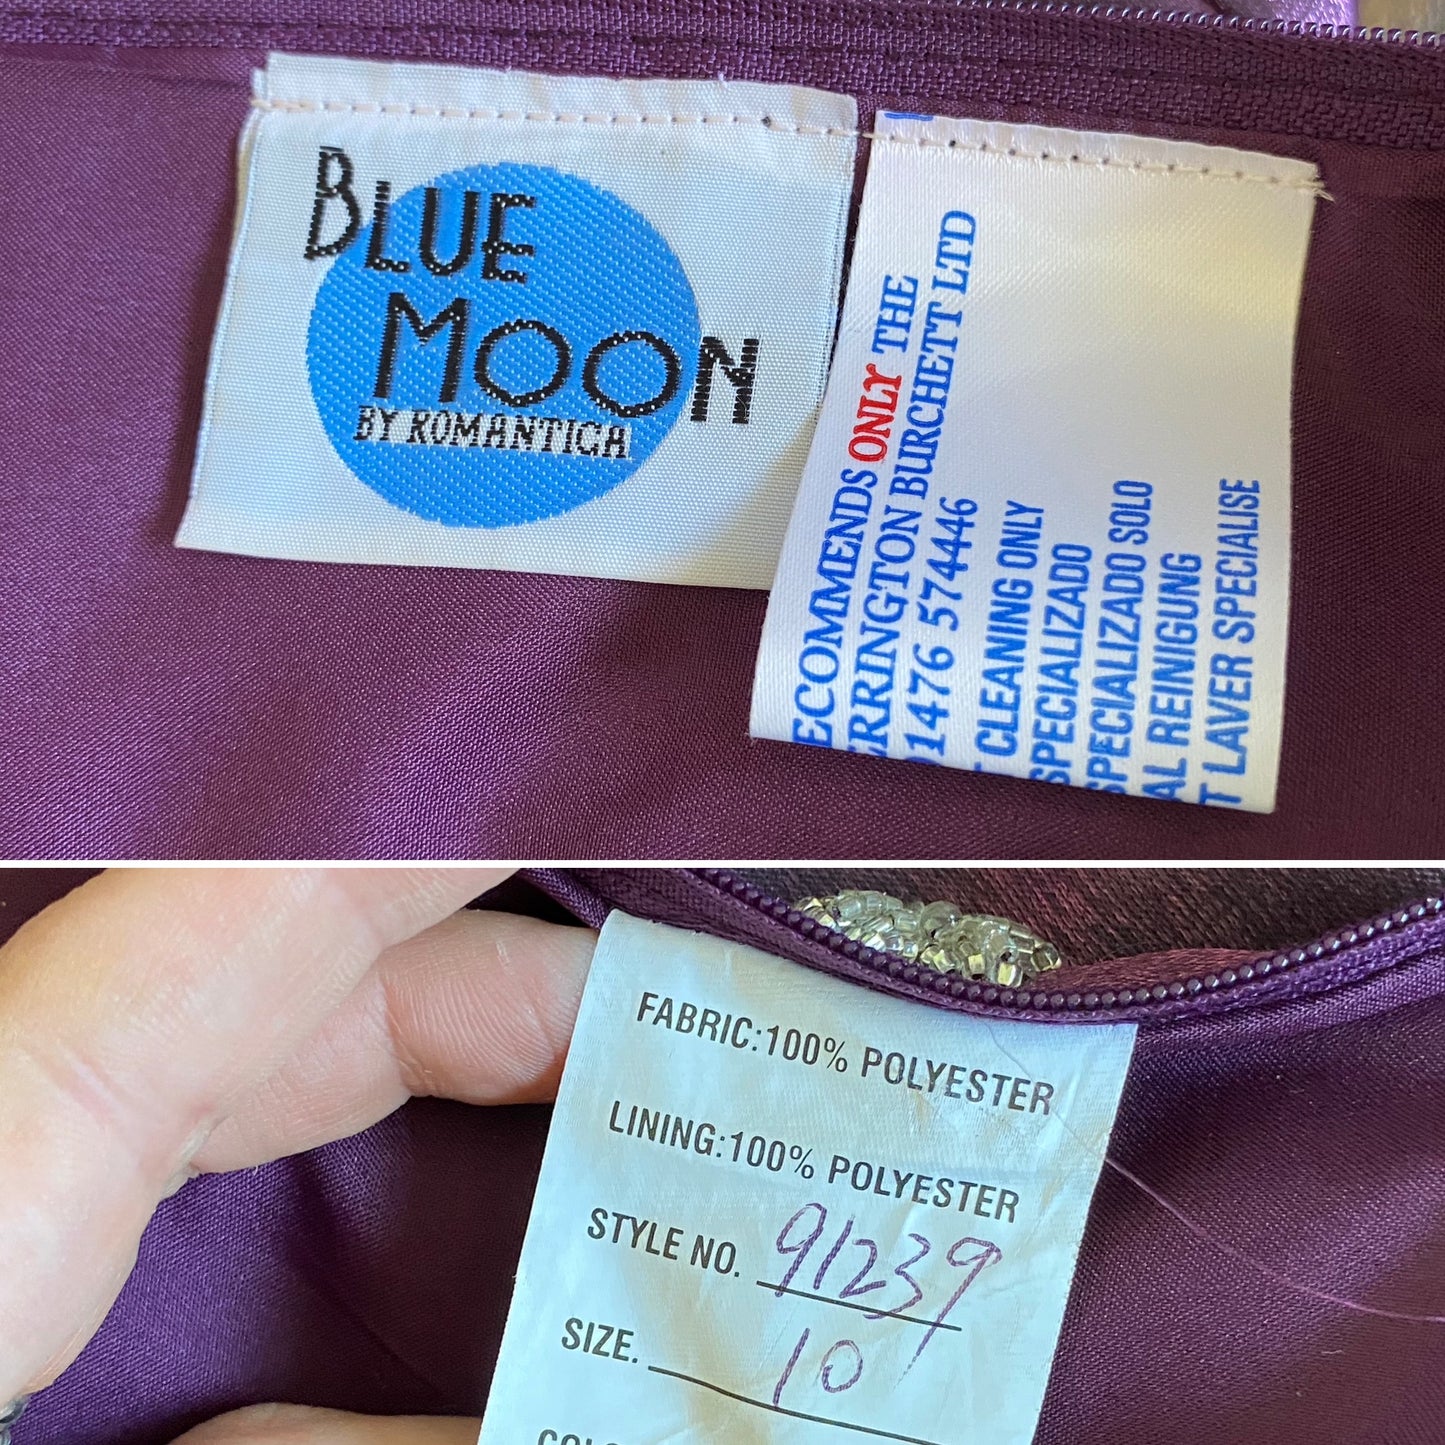 BLUE
MOON
BY ROMANTICA
ECOMMENDS ONLY THE
ERRINGTON BURCHETT LTD
01476 574446
T CLEANING ONLY
SPECIALIZADO
SPECIALIZADO SOLO
AL REINIGUNG
T LAVER SPECIALISE
FABRIC:100% POLYESTER
LINING:100% POLYESTER
STYLE NO. 91239
SIZE. 10